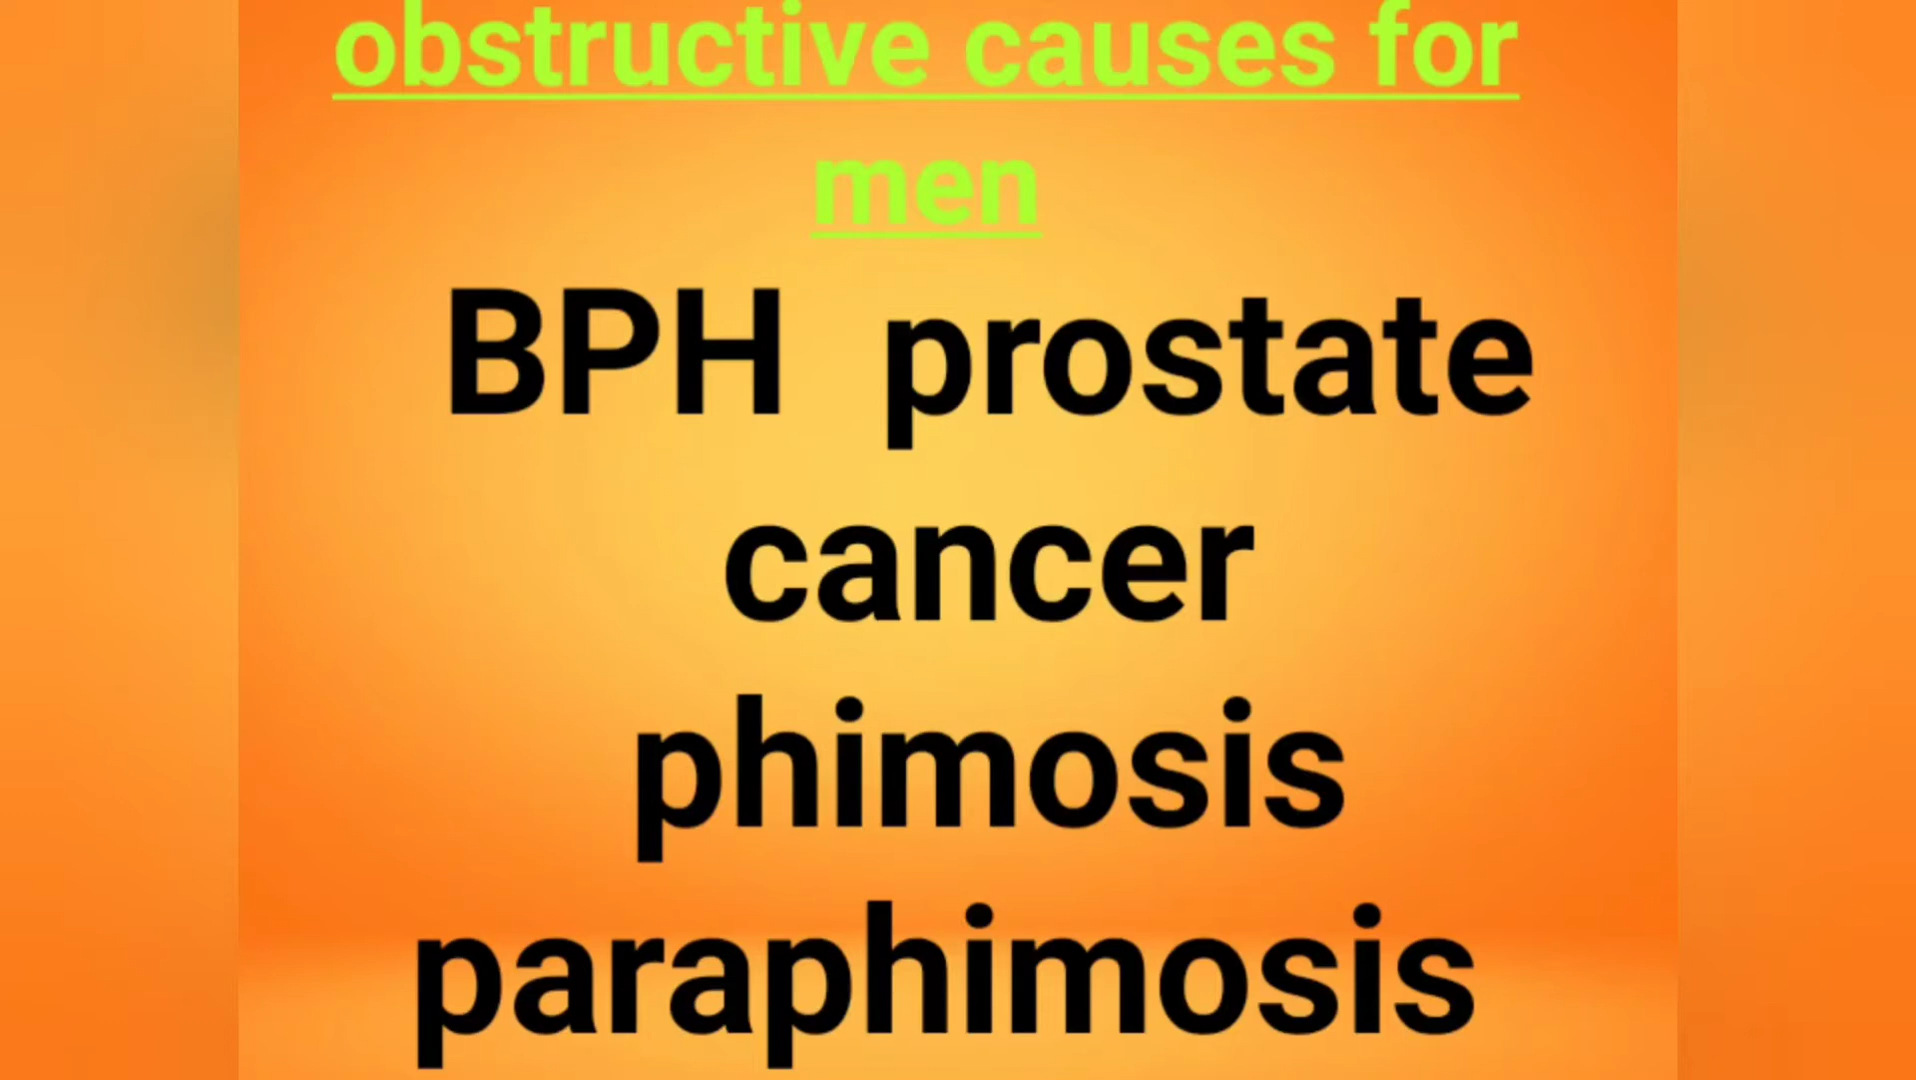 obstructive causes for
men
BPH prostate
cancer
phimosis
paraphimosis